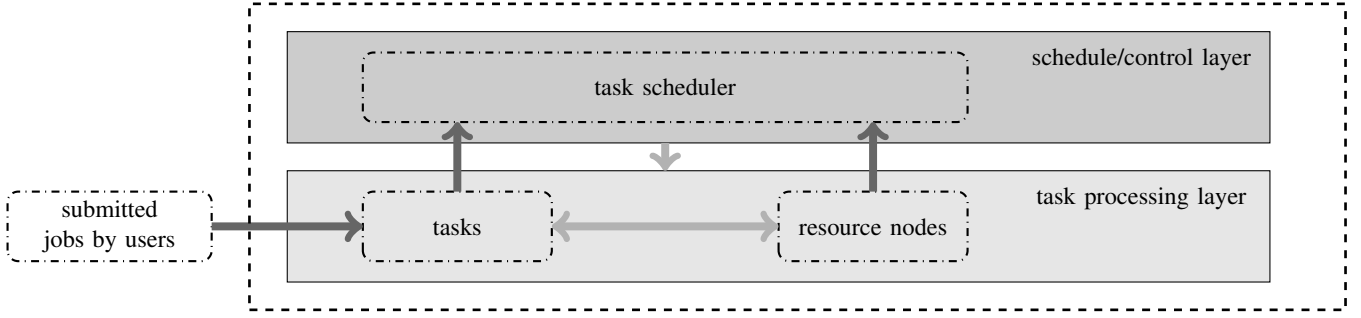 schedule/control layer
task scheduler
task processing layer
submitted
jobs by users
tasks
resource nodes